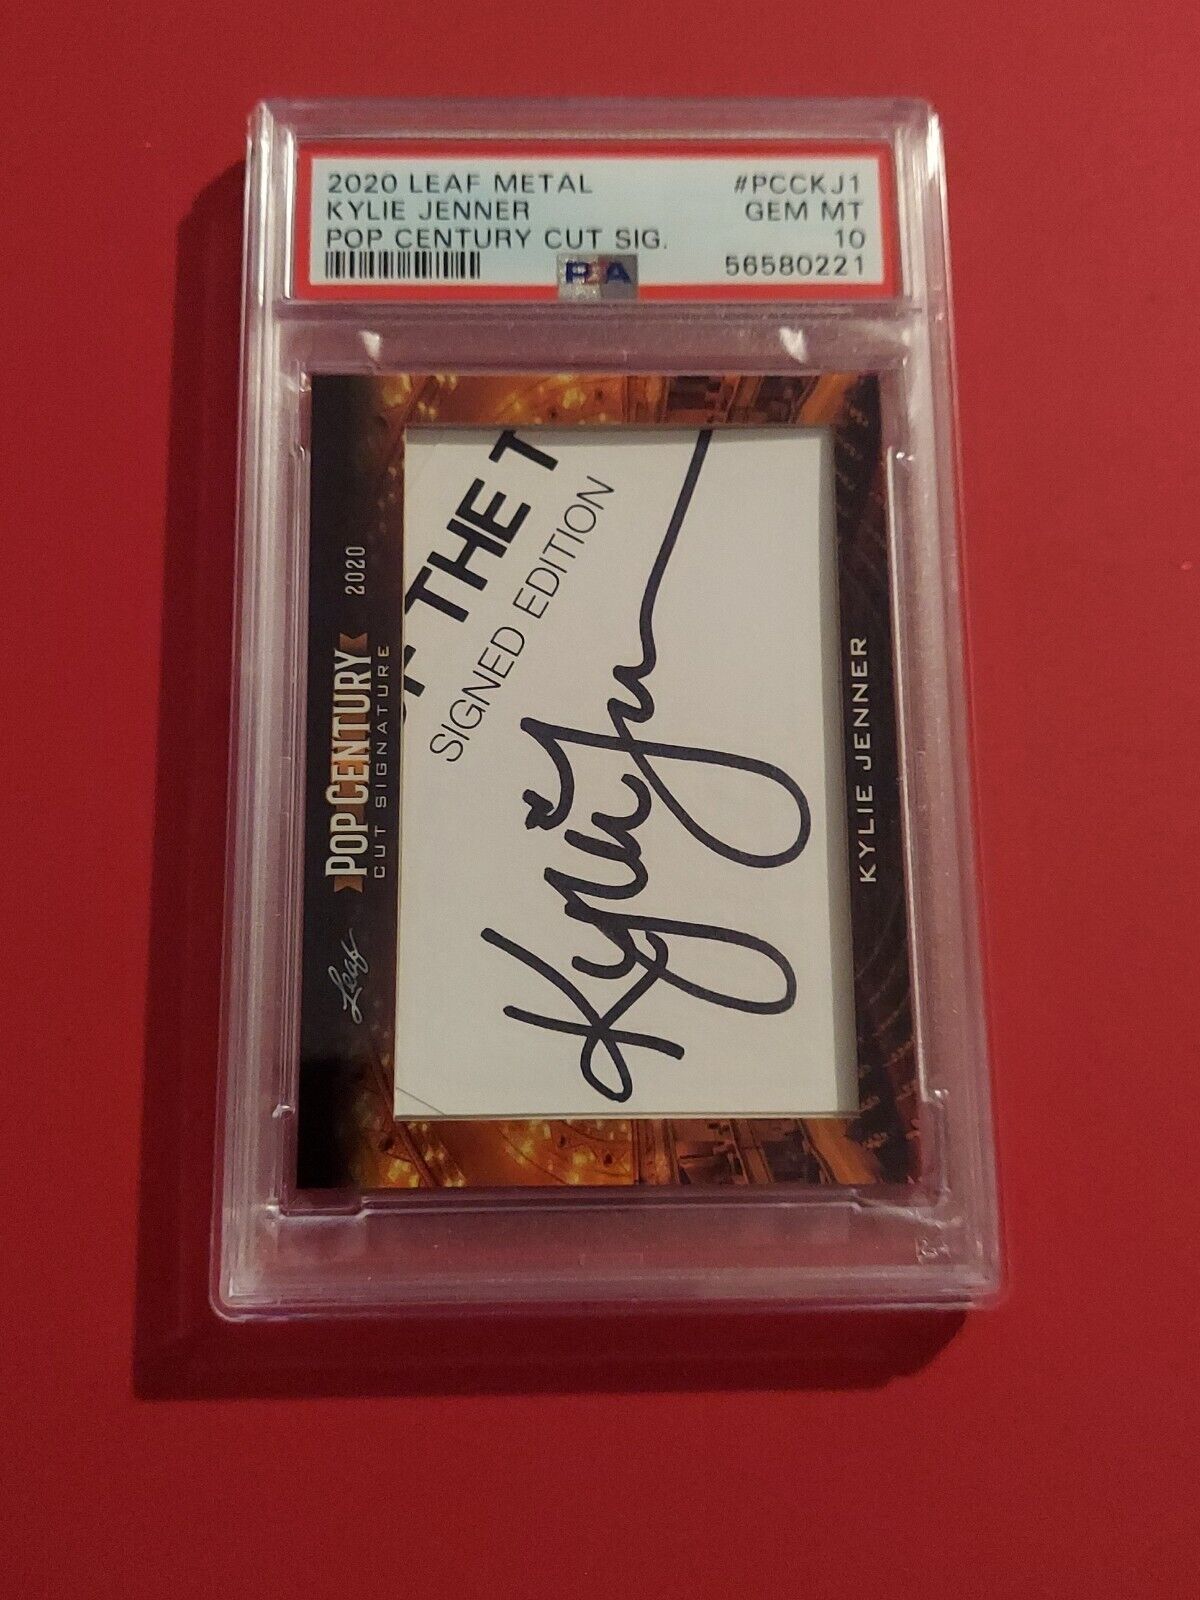 2020 LEAF METAL #PCCKJ1
KYLIE JENNER GEM MT
POP CENTURY CUT SIG. 10
56580221
PSA
Leaf
POP CENTURY 2020
CUT SIGNATURE
OF THE T
SIGNED EDITION
Kylie Jenner
KYLIE JENNER